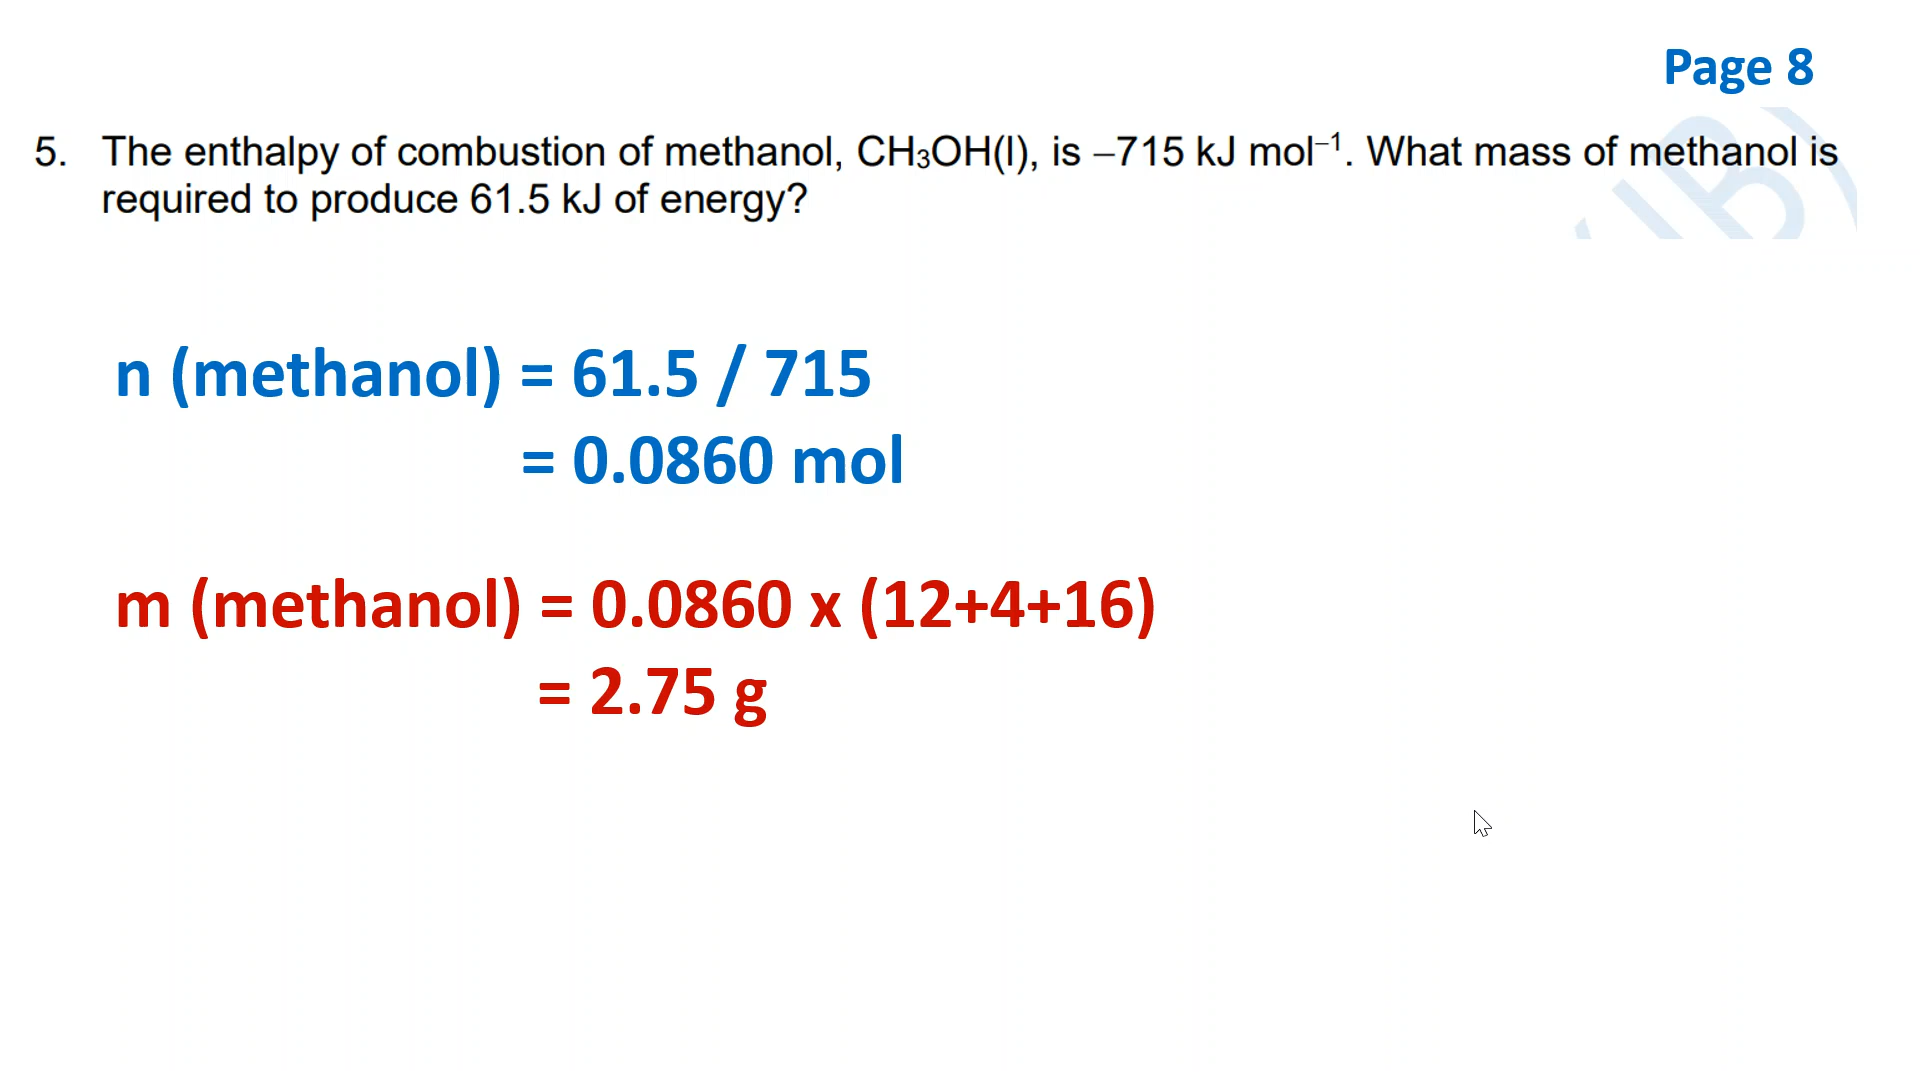 Page 8
5. The enthalpy of combustion of methanol, CH₃OH(l), is –715 kJ mol⁻¹. What mass of methanol is
required to produce 61.5 kJ of energy?
n (methanol) = 61.5 / 715
= 0.0860 mol
m (methanol) = 0.0860 x (12+4+16)
= 2.75 g